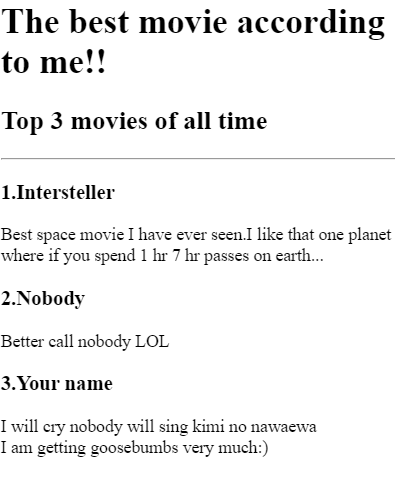 The best movie according
to me!!
Top 3 movies of all time
1.Intersteller
Best space movie I have ever seen.I like that one planet
where if you spend 1 hr 7 hr passes on earth...
2.Nobody
Better call nobody LOL
3.Your name
I will cry nobody will sing kimi no nawaewa
I am getting goosebumbs very much:)